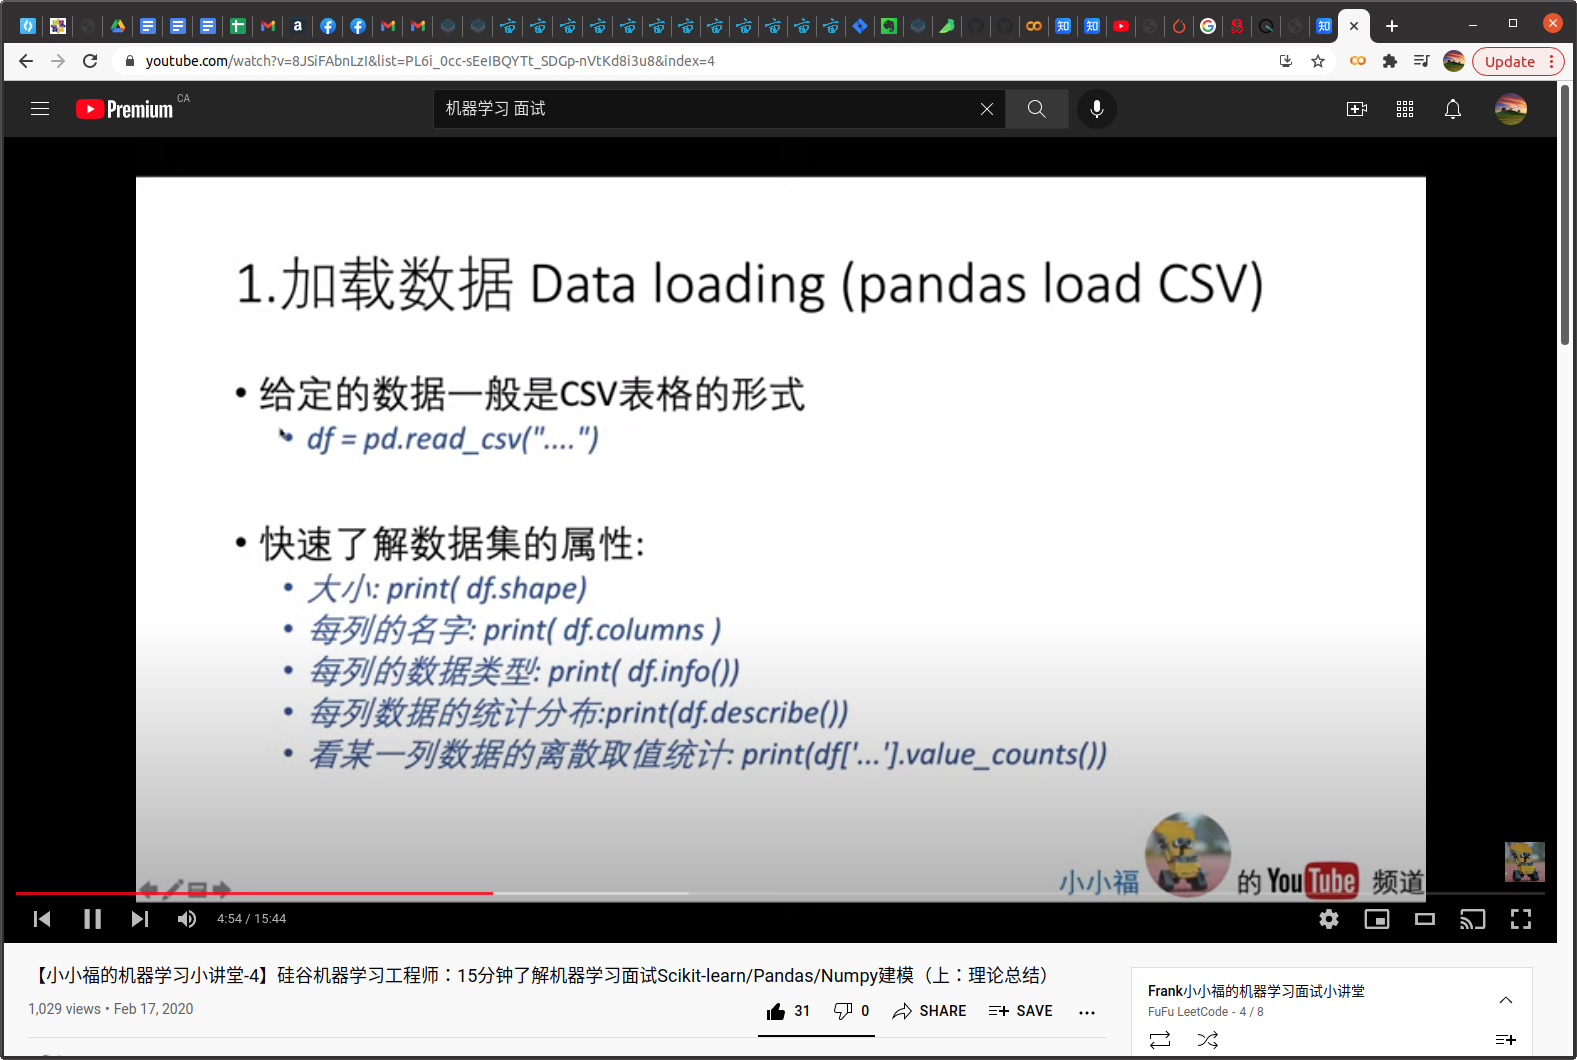 Update
youtube.com/watch?v=8JSiFAbnLzI&list=PL6i_0cc-sEeIBQYTt_SDGp-nVtKd8i3u8&index=4
Premium CA
机器学习 面试
1.加载数据 Data loading (pandas load CSV)
• 给定的数据一般是CSV表格的形式
• df = pd.read_csv("....")
• 快速了解数据集的属性:
• 大小: print( df.shape)
• 每列的名字: print( df.columns )
• 每列的数据类型: print( df.info())
• 每列数据的统计分布:print(df.describe())
• 看某一列数据的离散取值统计: print(df['...'].value_counts())
小小福 的 YouTube 频道
4:54 / 15:44
【小小福的机器学习小讲堂-4】硅谷机器学习工程师：15分钟了解机器学习面试Scikit-learn/Pandas/Numpy建模（上：理论总结）
1,029 views • Feb 17, 2020
31 0 SHARE SAVE
Frank小小福的机器学习面试小讲堂
FuFu LeetCode - 4 / 8